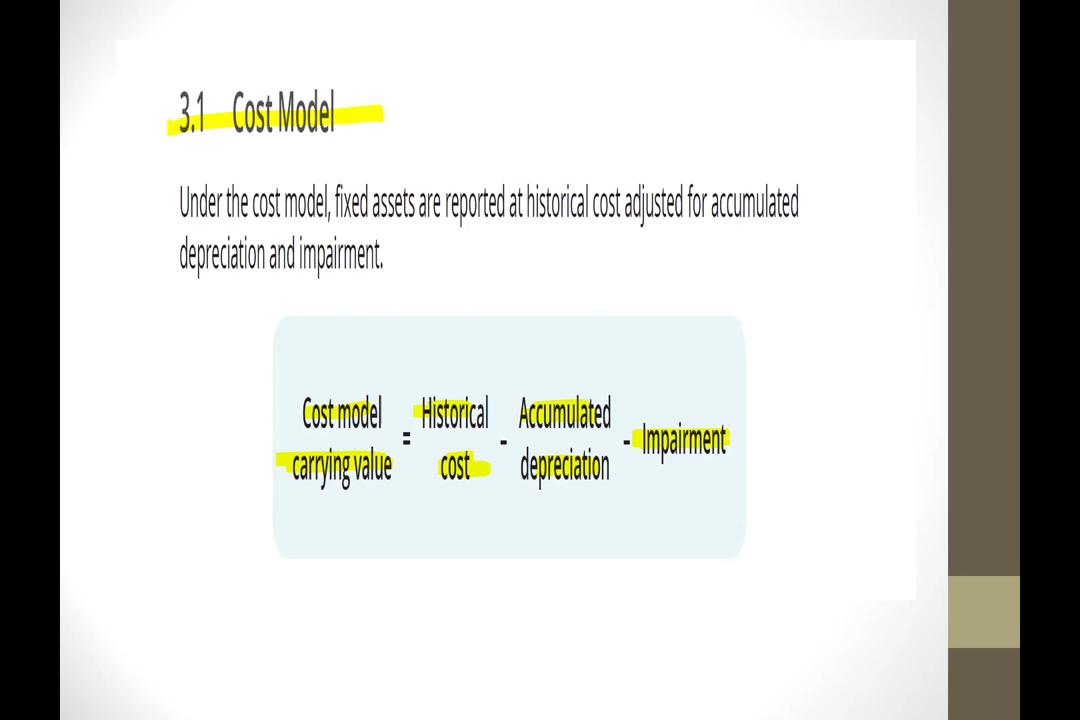 3.1 Cost Model
Under the cost model, fixed assets are reported at historical cost adjusted for accumulated
depreciation and impairment.
Cost model carrying value = Historical cost - Accumulated depreciation - Impairment